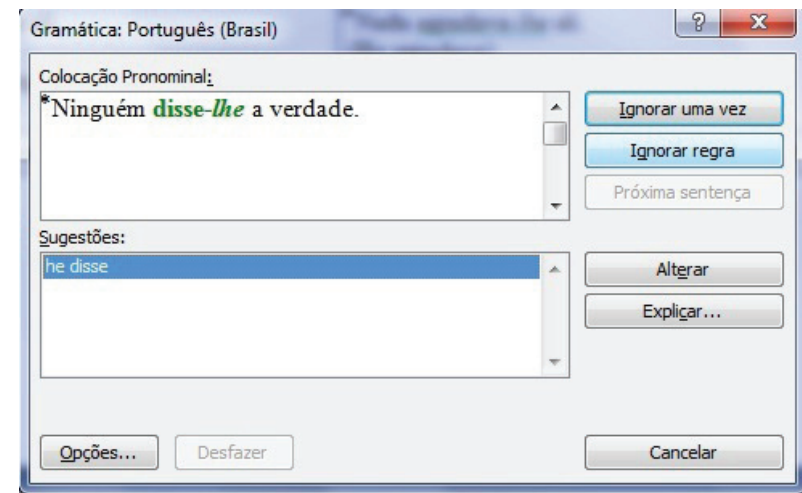 Gramática: Português (Brasil)
Colocação Pronominal:
*Ninguém disse-lhe a verdade.
Ignorar uma vez
Ignorar regra
Próxima sentença
Sugestões:
he disse
Alterar
Explicar...
Opções...
Desfazer
Cancelar